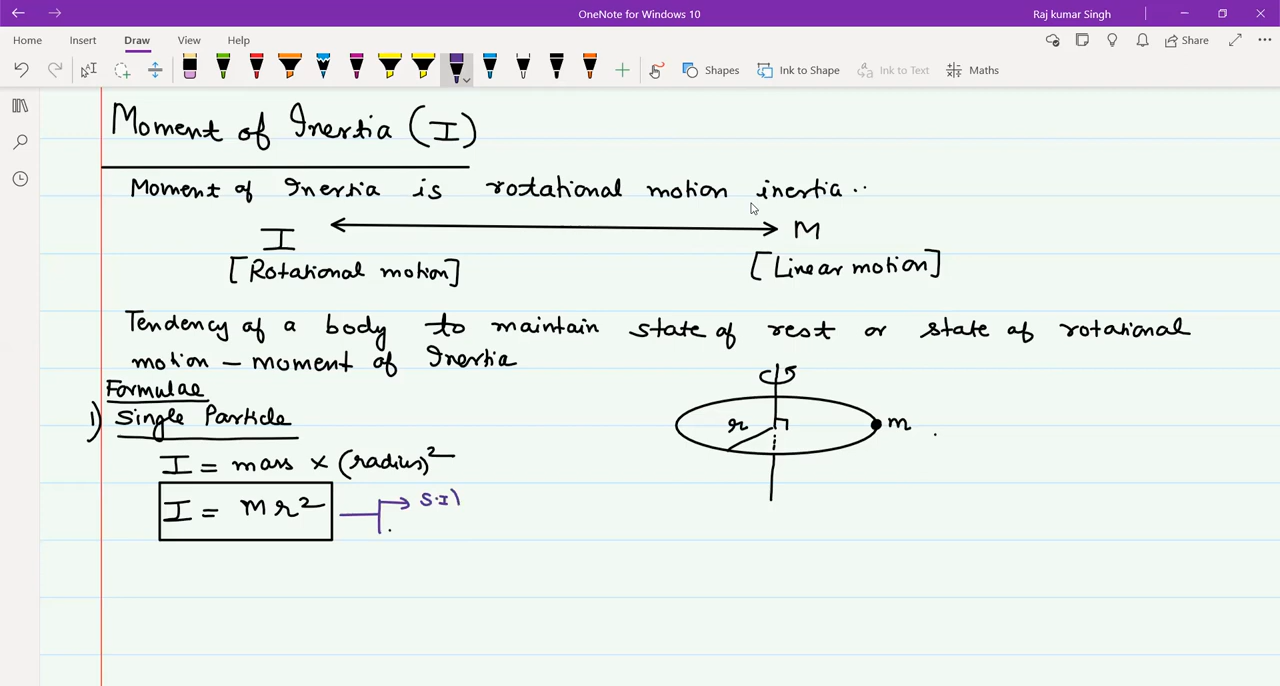 OneNote for Windows 10
Raj kumar Singh
Home Insert Draw View Help
Share
Shapes Ink to Shape Ink to Text Maths
Moment of Inertia (I)
Moment of Inertia is rotational motion inertia..
I M
[Rotational motion] [Linear motion]
Tendency of a body to maintain state of rest or state of rotational
motion – moment of Inertia
Formulae
1) Single Particle
r m
I = mass × (radius)²
I = mr² S.I)